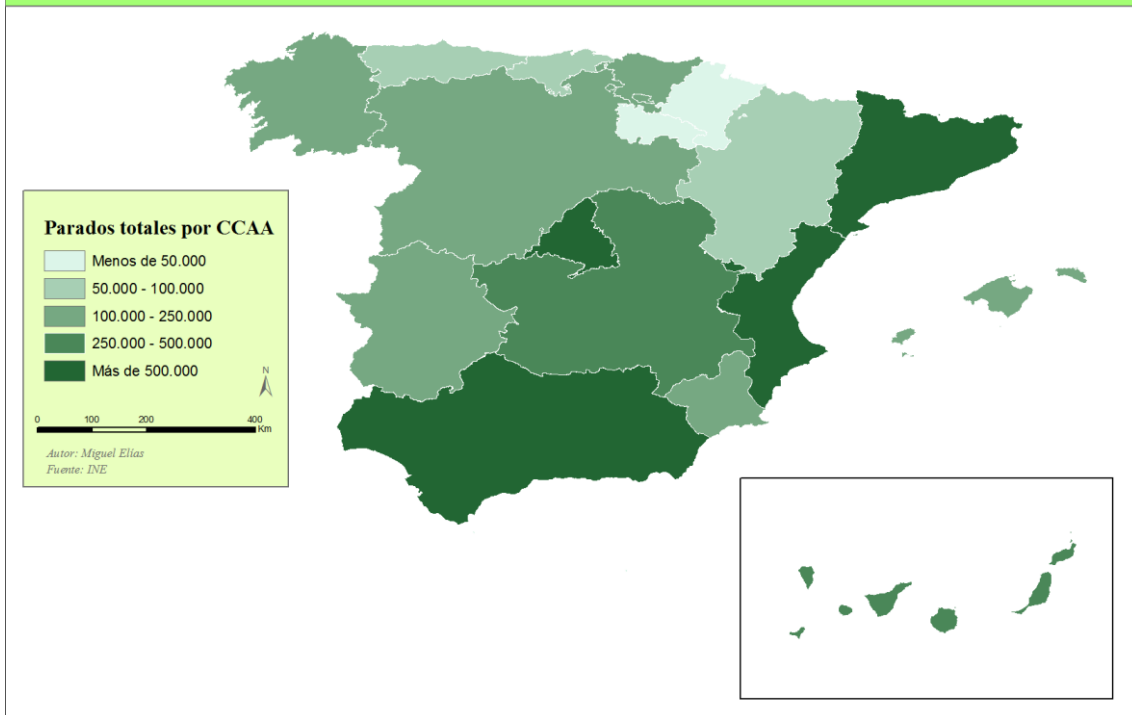 Parados totales por CCAA
Menos de 50.000
50.000 - 100.000
100.000 - 250.000
250.000 - 500.000
Más de 500.000
N
0 100 200 400
Km
Autor: Miguel Elías
Fuente: INE